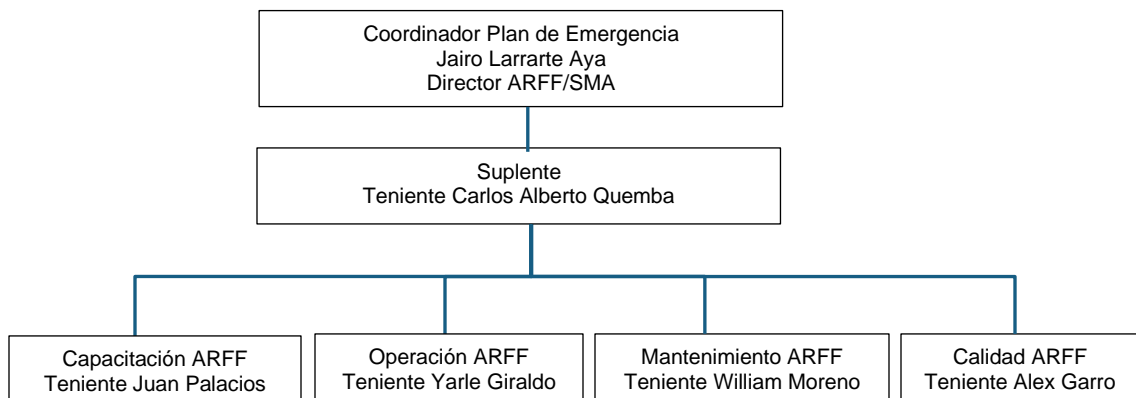 Coordinador Plan de Emergencia
Jairo Larrarte Aya
Director ARFF/SMA
Suplente
Teniente Carlos Alberto Quemba
Capacitación ARFF
Teniente Juan Palacios
Operación ARFF
Teniente Yarle Giraldo
Mantenimiento ARFF
Teniente William Moreno
Calidad ARFF
Teniente Alex Garro